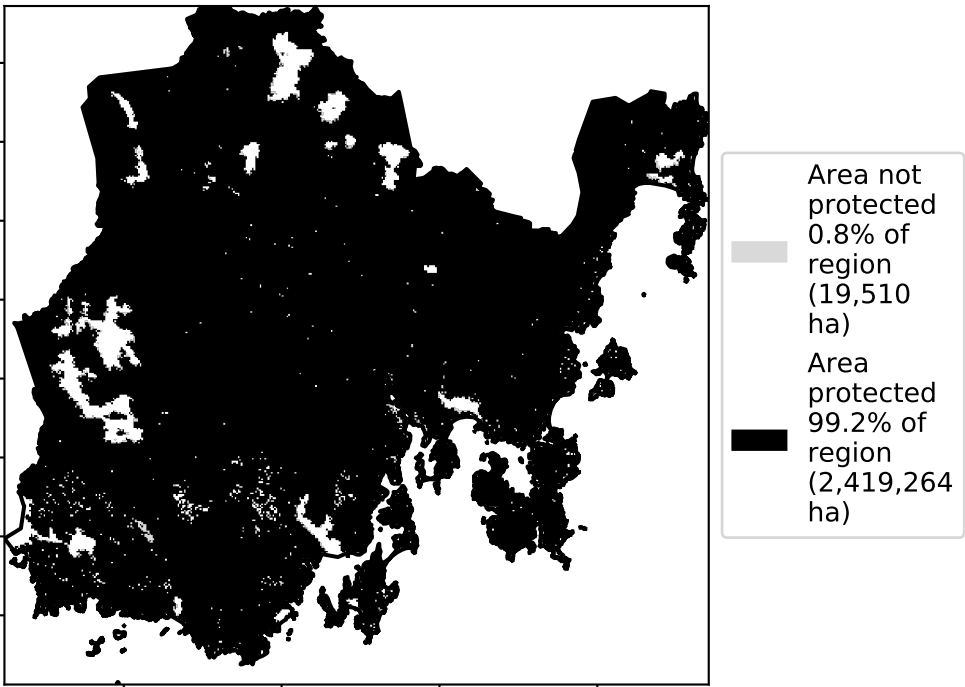 Area not
protected
0.8% of
region
(19,510
ha)
Area
protected
99.2% of
region
(2,419,264
ha)